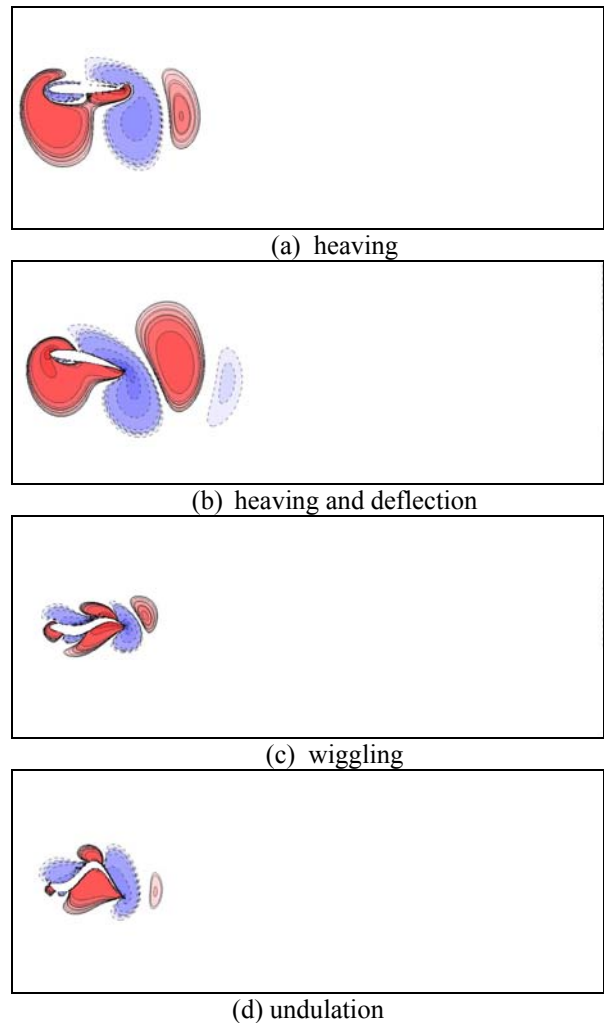 (a) heaving
(b) heaving and deflection
(c) wiggling
(d) undulation